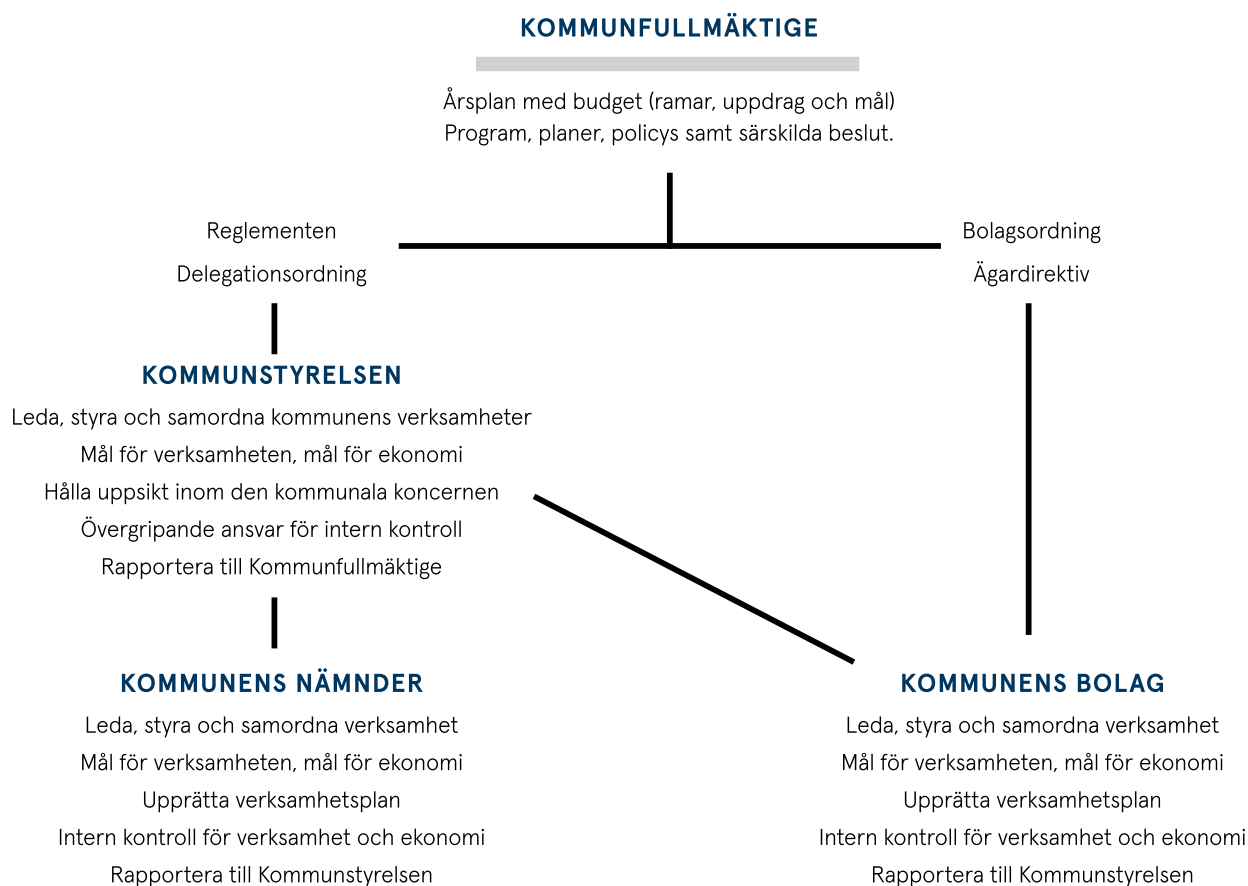 KOMMUNFULLMÄKTIGE
Årsplan med budget (ramar, uppdrag och mål)
Program, planer, policys samt särskilda beslut.
Reglementen
Delegationsordning
Bolagsordning
Ägardirektiv
KOMMUNSTYRELSEN
Leda, styra och samordna kommunens verksamheter
Mål för verksamheten, mål för ekonomi
Hålla uppsikt inom den kommunala koncernen
Övergripande ansvar för intern kontroll
Rapportera till Kommunfullmäktige
KOMMUNENS NÄMNDER
Leda, styra och samordna verksamhet
Mål för verksamheten, mål för ekonomi
Upprätta verksamhetsplan
Intern kontroll för verksamhet och ekonomi
Rapportera till Kommunstyrelsen
KOMMUNENS BOLAG
Leda, styra och samordna verksamhet
Mål för verksamheten, mål för ekonomi
Upprätta verksamhetsplan
Intern kontroll för verksamhet och ekonomi
Rapportera till Kommunstyrelsen